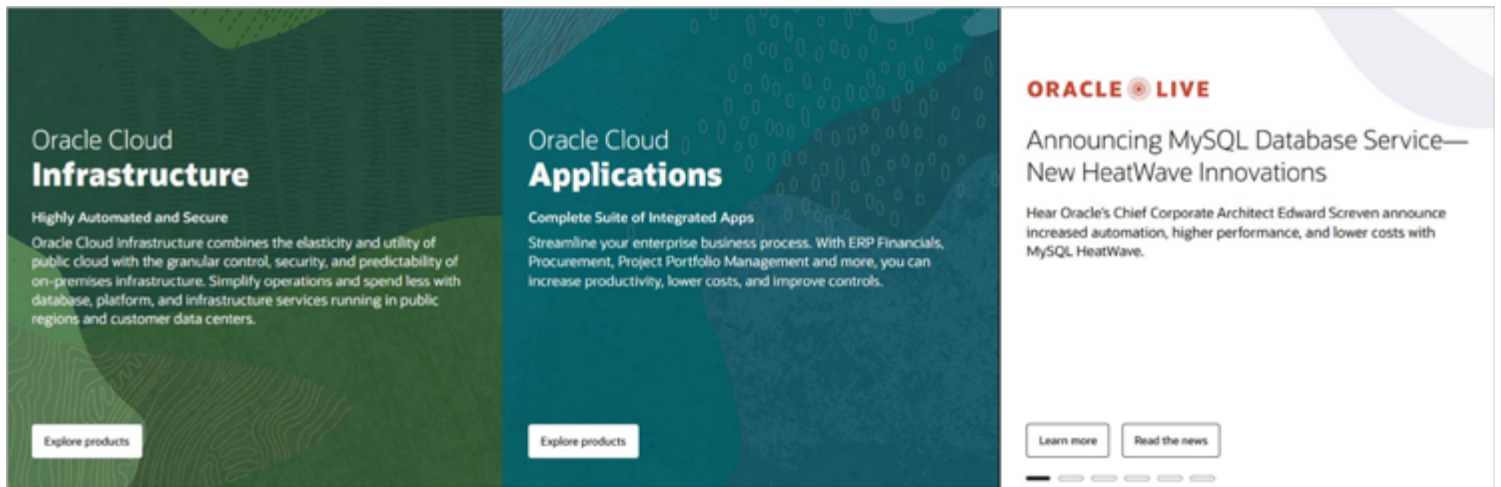 Oracle Cloud
Infrastructure
Highly Automated and Secure
Oracle Cloud Infrastructure combines the elasticity and utility of
public cloud with the granular control, security, and predictability of
on-premises infrastructure. Simplify operations and spend less with
database, platform, and infrastructure services running in public
regions and customer data centers.
Explore products
Oracle Cloud
Applications
Complete Suite of Integrated Apps
Streamline your enterprise business process. With ERP Financials,
Procurement, Project Portfolio Management and more, you can
increase productivity, lower costs, and improve controls.
Explore products
ORACLE LIVE
Announcing MySQL Database Service—
New HeatWave Innovations
Hear Oracle's Chief Corporate Architect Edward Screven announce
increased automation, higher performance, and lower costs with
MySQL HeatWave.
Learn more
Read the news